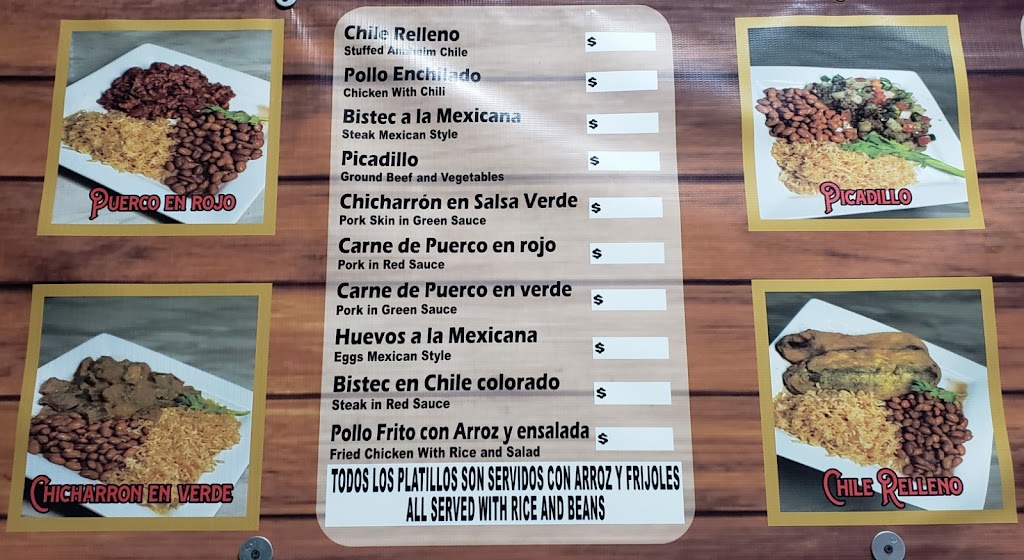 Chile Relleno $
Stuffed Anaheim Chile
Pollo Enchilado $
Chicken With Chili
Bistec a la Mexicana $
Steak Mexican Style
Picadillo $
Ground Beef and Vegetables
Chicharrón en Salsa Verde $
Pork Skin in Green Sauce
Carne de Puerco en rojo $
Pork in Red Sauce
Carne de Puerco en verde $
Pork in Green Sauce
Huevos a la Mexicana $
Eggs Mexican Style
Bistec en Chile colorado $
Steak in Red Sauce
Pollo Frito con Arroz y ensalada $
Fried Chicken With Rice and Salad
TODOS LOS PLATILLOS SON SERVIDOS CON ARROZ Y FRIJOLES
ALL SERVED WITH RICE AND BEANS
PUERCO EN ROJO
CHICHARRON EN VERDE
PICADILLO
CHILE RELLENO